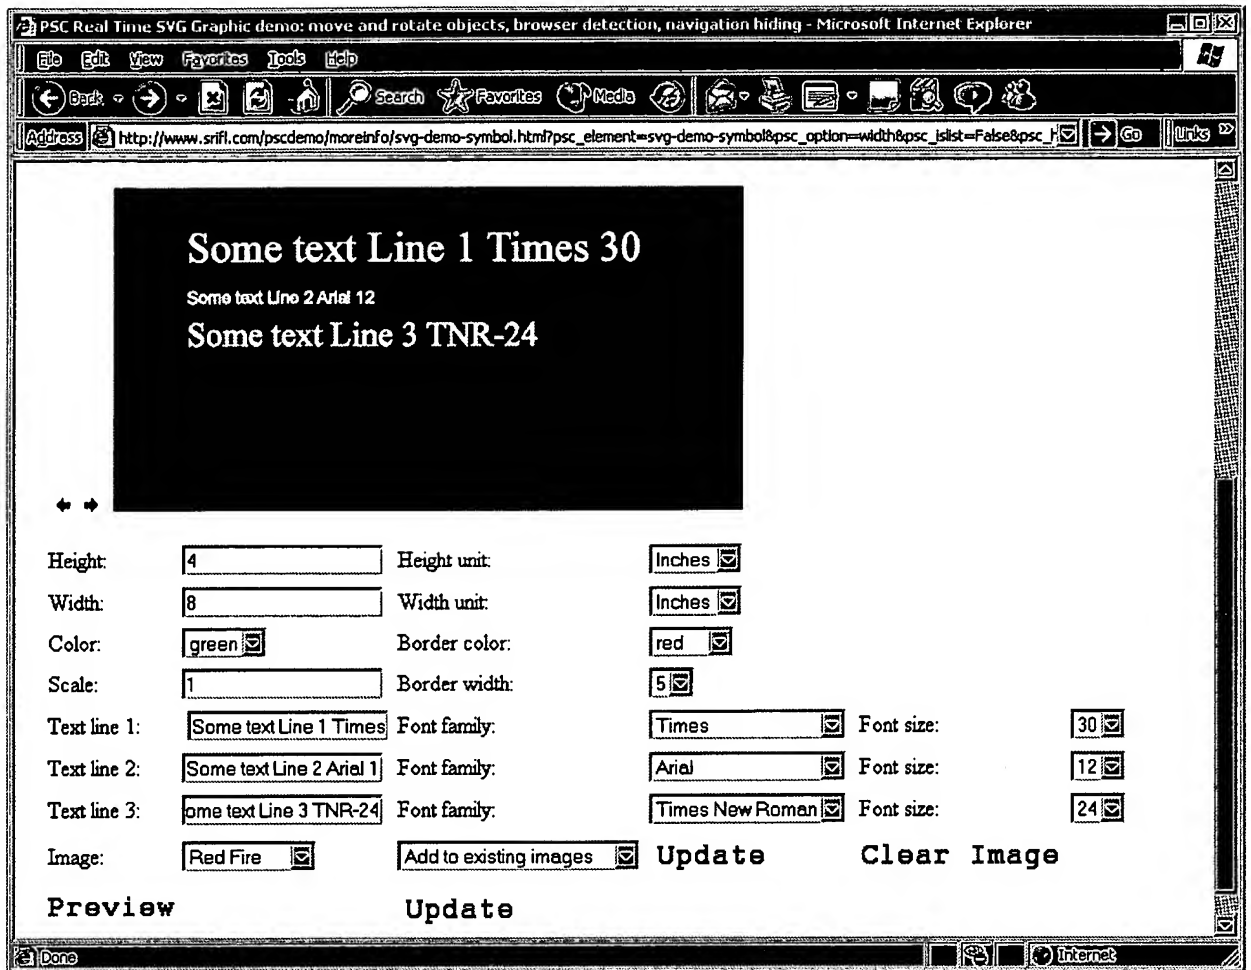 PSC Real Time SVG Graphic demo: move and rotate objects, browser detection, navigation hiding - Microsoft Internet Explorer
File Edit View Favorites Tools Help
Back Search Favorites Media
Address http://www.srifl.com/pscdemo/moreinfo/svg-demo-symbol.html?psc_element=svg-demo-symbol&psc_option=width&psc_islist=False&psc_ Go Links
Some text Line 1 Times 30
Some text Line 2 Arial 12
Some text Line 3 TNR-24
Height: 4 Height unit: Inches
Width: 8 Width unit: Inches
Color: green Border color: red
Scale: 1 Border width: 5
Text line 1: Some text Line 1 Times Font family: Times Font size: 30
Text line 2: Some text Line 2 Arial 1 Font family: Arial Font size: 12
Text line 3: ome text Line 3 TNR-24 Font family: Times New Roman Font size: 24
Image: Red Fire Add to existing images Update Clear Image
Preview Update
Done Internet